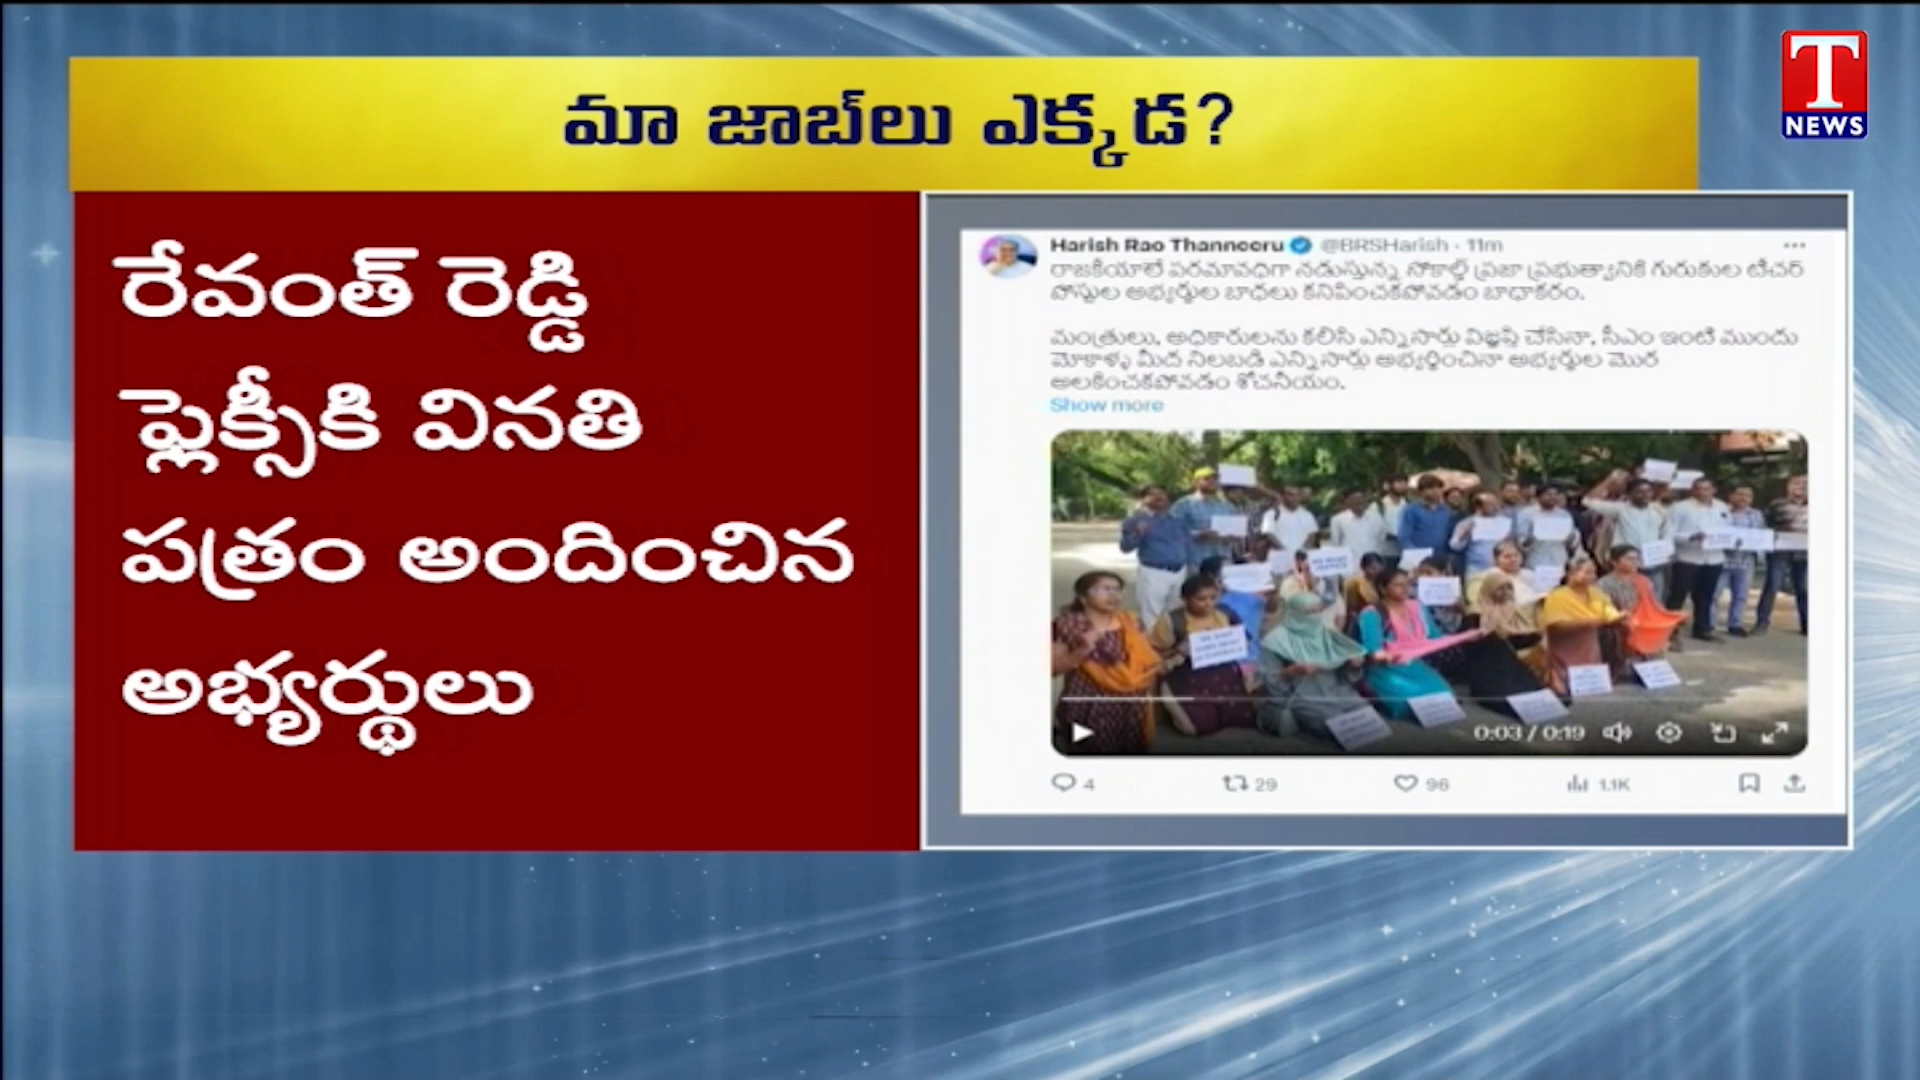 మా జాబ్‌లు ఎక్కడ?
T
NEWS
రేవంత్ రెడ్డి
ఫ్లెక్సీకి వినతి
పత్రం అందించిన
అభ్యర్థులు
Harish Rao Thanneeru @BRSHarish · 11m
రాజకీయాలే పరమావధిగా నడుస్తున్న సోకాల్డ్ ప్రజా ప్రభుత్వానికి గురుకుల టీచర్
పోస్టుల అభ్యర్థుల బాధలు కనిపించకపోవడం బాధాకరం.
మంత్రులు, అధికారులను కలిసి ఎన్నిసార్లు విజ్ఞప్తి చేసినా, సీఎం ఇంటి ముందు
మోకాళ్ళ మీద నిలబడి ఎన్నిసార్లు అభ్యర్థించినా అభ్యర్థుల మొర
ఆలకించకపోవడం శోచనీయం.
Show more
0:03 / 0:19
4 29 96 1.1K